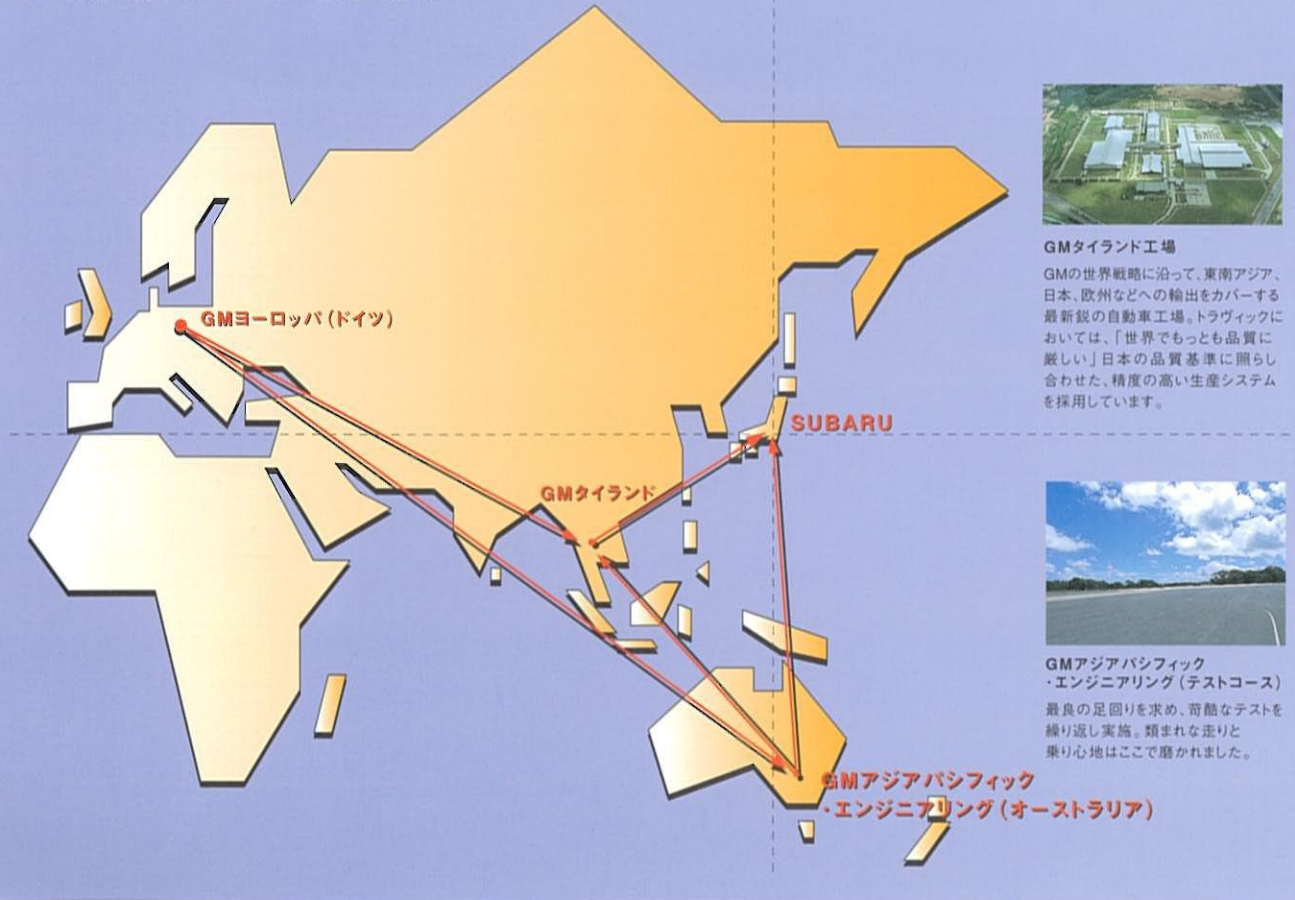 GMヨーロッパ（ドイツ）
SUBARU
GMタイランド
GMアジアパシフィック
・エンジニアリング（オーストラリア）
GMタイランド工場
GMの世界戦略に沿って、東南アジア、
日本、欧州などへの輸出をカバーする
最新鋭の自動車工場。トラヴィックに
おいては、「世界でもっとも品質に
厳しい」日本の品質基準に照らし
合わせた、精度の高い生産システム
を採用しています。
GMアジアパシフィック
・エンジニアリング（テストコース）
最良の足回りを求め、苛酷なテストを
繰り返し実施。類まれな走りと
乗り心地はここで磨かれました。